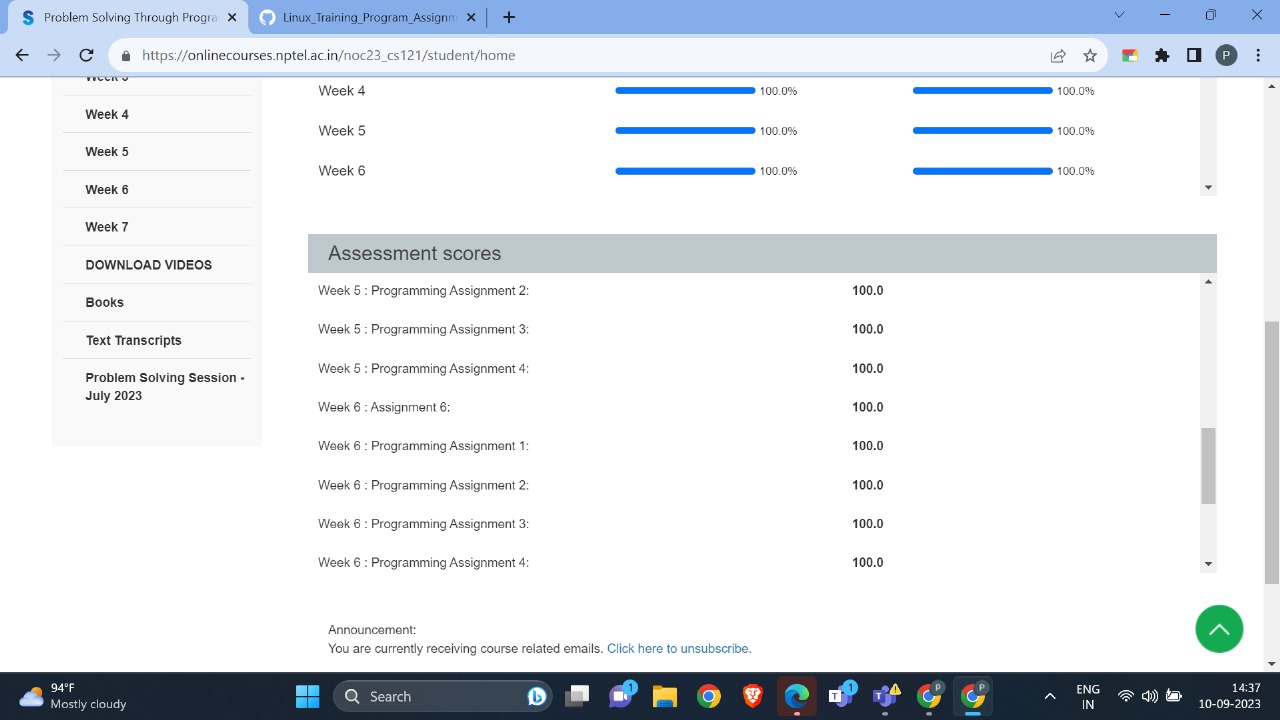 Problem Solving Through Progra
Linux_Training_Programm_Assignm
https://onlinecourses.nptel.ac.in/noc23_cs121/student/home
P
Week 4
Week 5
Week 6
Week 7
DOWNLOAD VIDEOS
Books
Text Transcripts
Problem Solving Session -
July 2023
Week 4 100.0% 100.0%
Week 5 100.0% 100.0%
Week 6 100.0% 100.0%
Assessment scores
Week 5 : Programming Assignment 2: 100.0
Week 5 : Programming Assignment 3: 100.0
Week 5 : Programming Assignment 4: 100.0
Week 6 : Assignment 6: 100.0
Week 6 : Programming Assignment 1: 100.0
Week 6 : Programming Assignment 2: 100.0
Week 6 : Programming Assignment 3: 100.0
Week 6 : Programming Assignment 4: 100.0
Announcement:
You are currently receiving course related emails. Click here to unsubscribe.
94°F
Mostly cloudy
Search
1
1
P
P
ENG
IN
14:37
10-09-2023